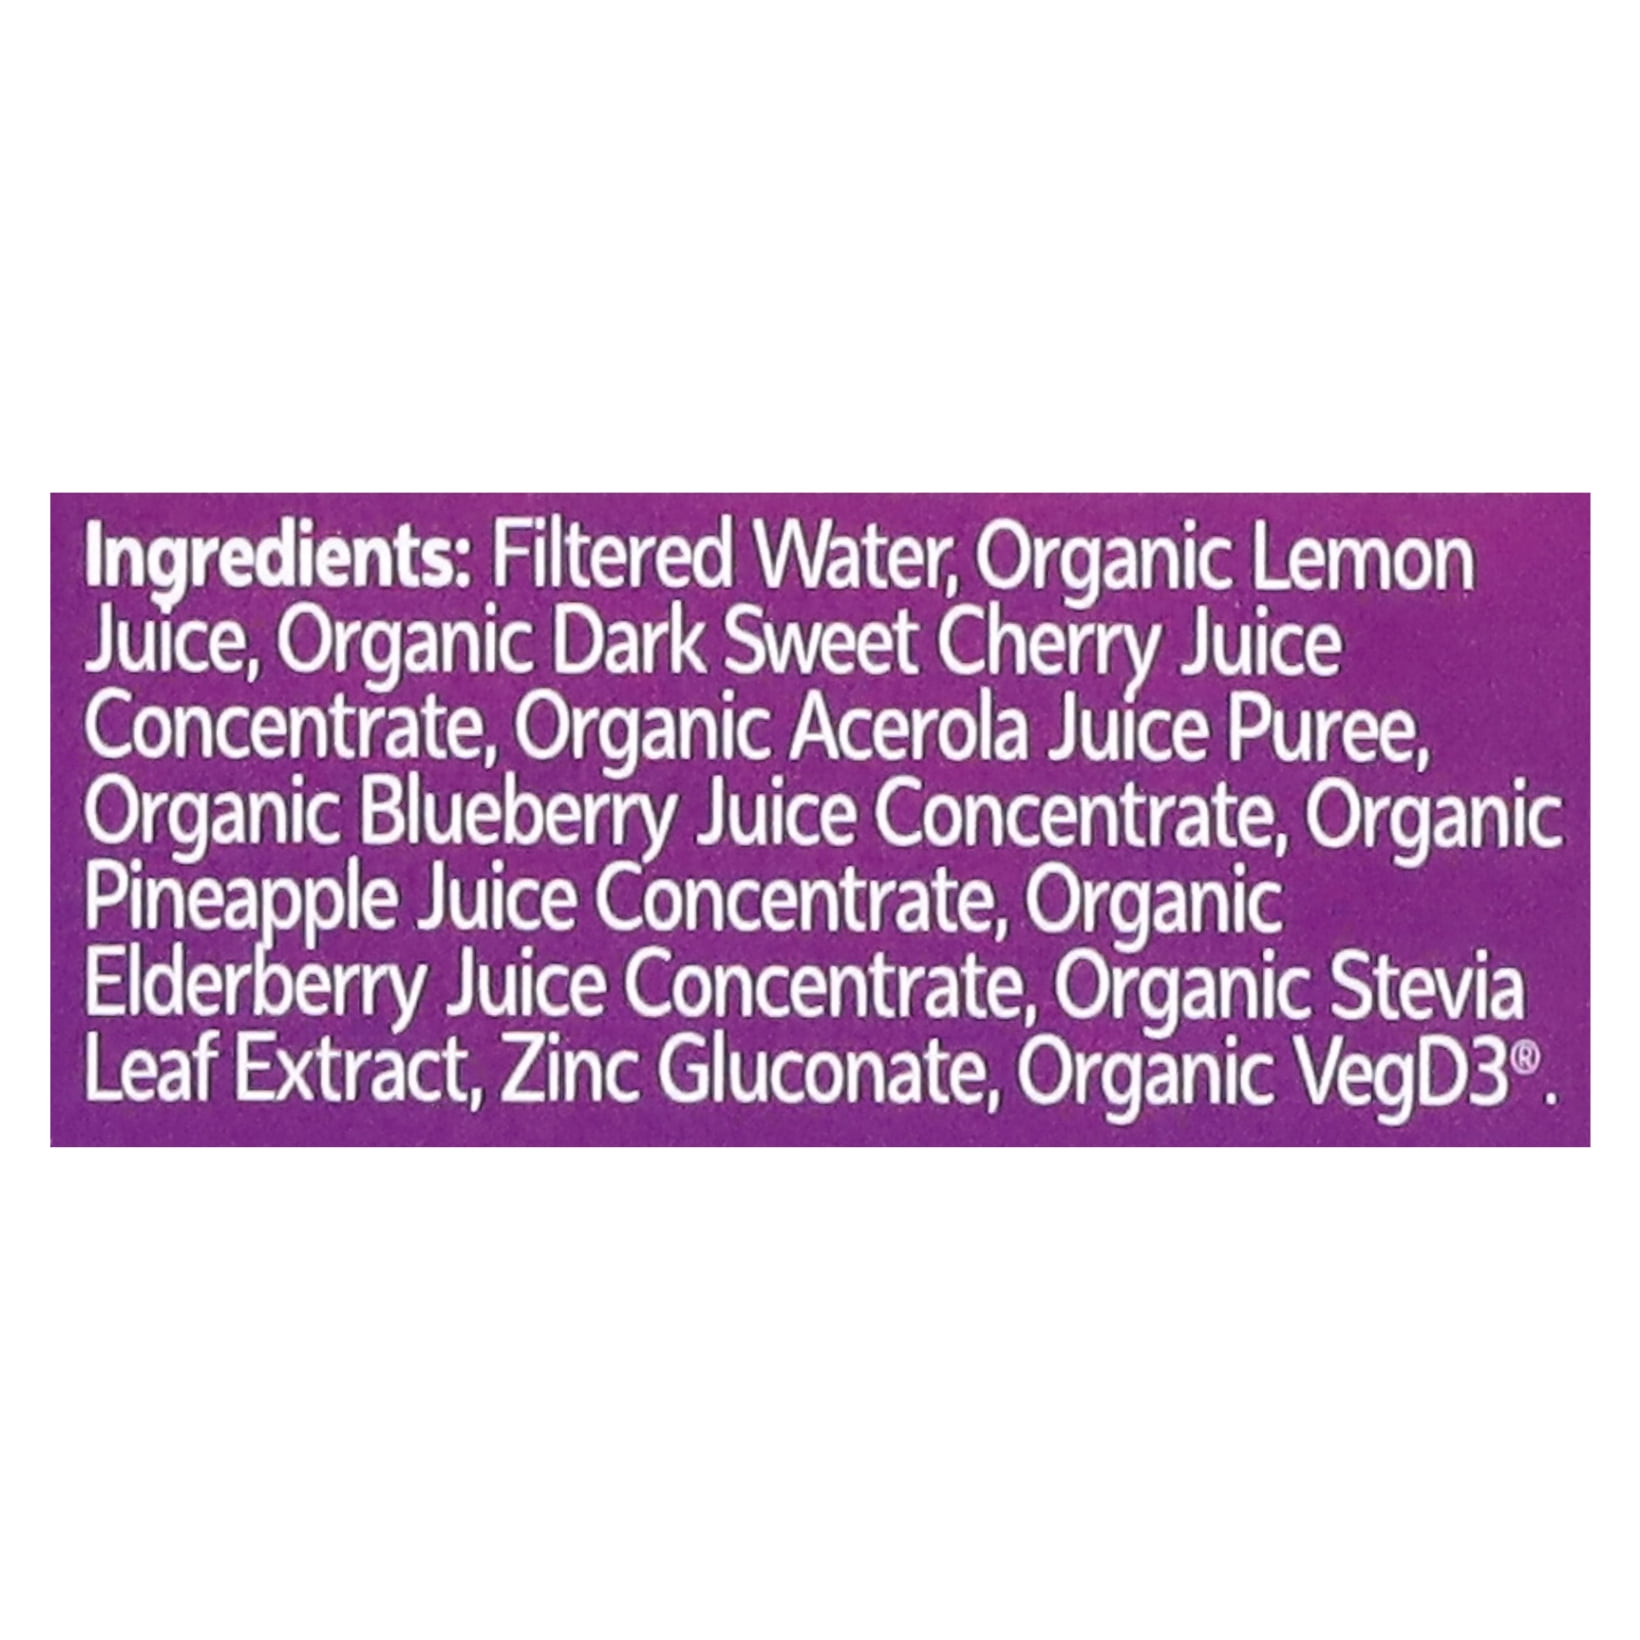 Ingredients: Filtered Water, Organic Lemon
Juice, Organic Dark Sweet Cherry Juice
Concentrate, Organic Acerola Juice Puree,
Organic Blueberry Juice Concentrate, Organic
Pineapple Juice Concentrate, Organic
Elderberry Juice Concentrate, Organic Stevia
Leaf Extract, Zinc Gluconate, Organic VegD3®.